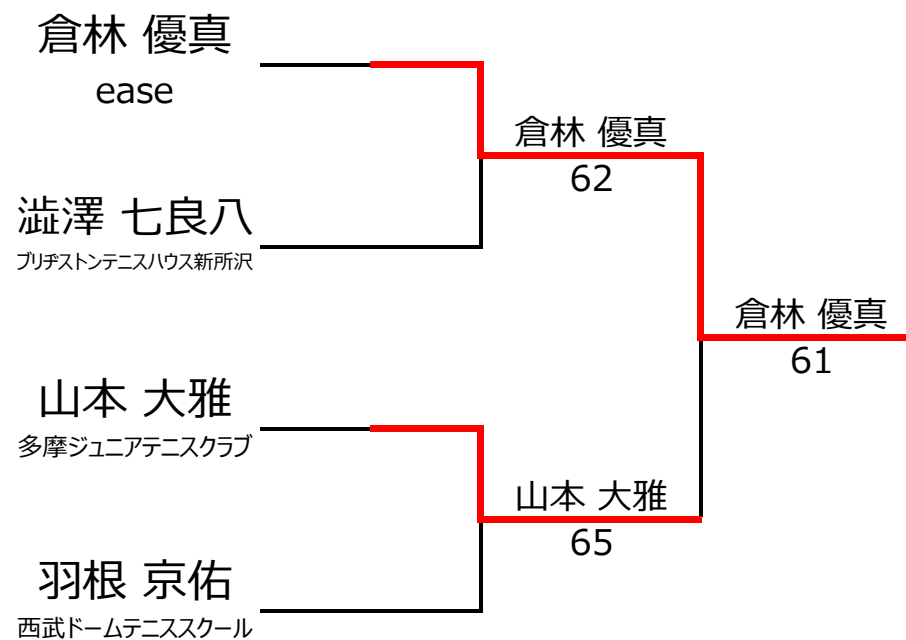 倉林 優真
ease
倉林 優真
62
澁澤 七良八
ブリヂストンテニスハウス新所沢
倉林 優真
61
山本 大雅
多摩ジュニアテニスクラブ
山本 大雅
65
羽根 京佑
西武ドームテニススクール